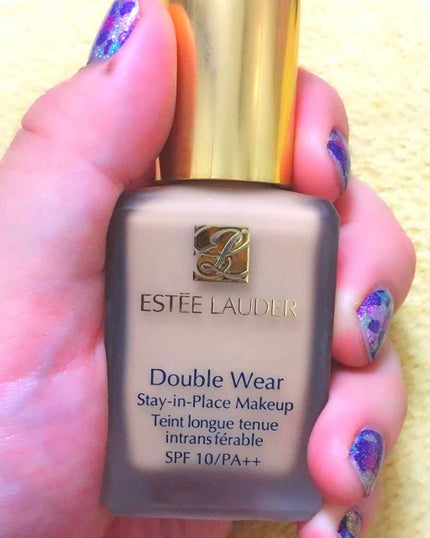 ESTĒE LAUDER
Double Wear
Stay-in-Place Makeup
Teint longue tenue
intransférable
SPF 10/PA++